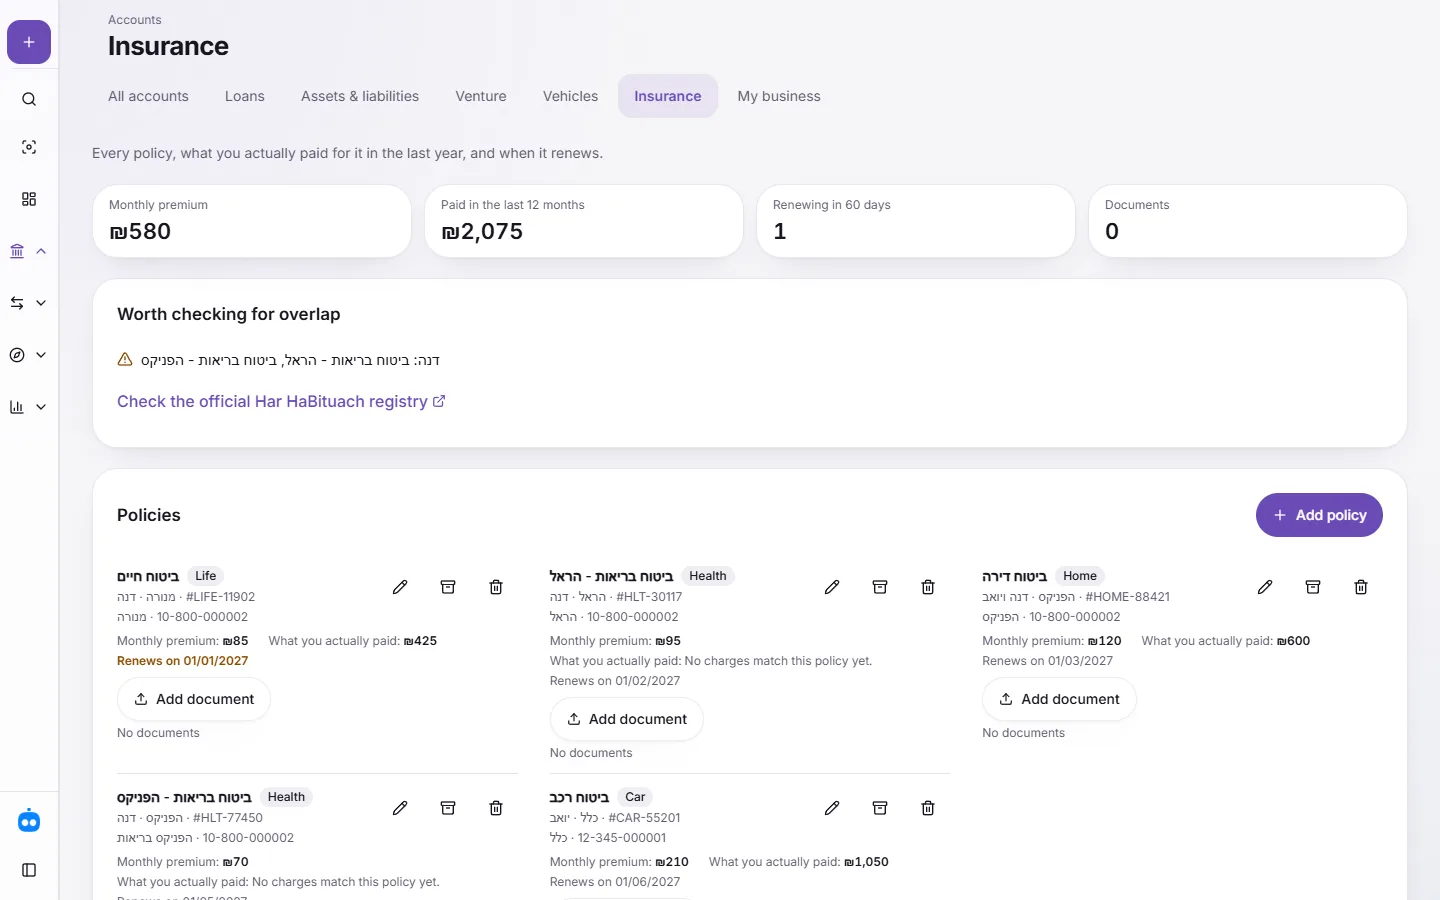 Accounts
Insurance
All accounts
Loans
Assets & liabilities
Venture
Vehicles
Insurance
My business
Every policy, what you actually paid for it in the last year, and when it renews.
Monthly premium
₪580
Paid in the last 12 months
₪2,075
Renewing in 60 days
1
Documents
0
Worth checking for overlap
דנה: ביטוח בריאות - הראל, ביטוח בריאות - הפניקס
Check the official Har HaBituach registry
Policies
Add policy
ביטוח חיים Life
דנה · מנורה · #LIFE-11902
מנורה · 10-800-000002
Monthly premium: ₪85 What you actually paid: ₪425
Renews on 01/01/2027
Add document
No documents
ביטוח בריאות - הראל Health
דנה · הראל · #HLT-30117
הראל · 10-800-000002
Monthly premium: ₪95
What you actually paid: No charges match this policy yet.
Renews on 01/02/2027
Add document
No documents
ביטוח דירה Home
דנה ויואב · הפניקס · #HOME-88421
הפניקס · 10-800-000002
Monthly premium: ₪120 What you actually paid: ₪600
Renews on 01/03/2027
Add document
No documents
ביטוח בריאות - הפניקס Health
דנה · הפניקס · #HLT-77450
הפניקס בריאות · 10-800-000002
Monthly premium: ₪70
What you actually paid: No charges match this policy yet.
Renews on 01/05/2027
ביטוח רכב Car
יואב · כלל · #CAR-55201
כלל · 12-345-000001
Monthly premium: ₪210 What you actually paid: ₪1,050
Renews on 01/06/2027